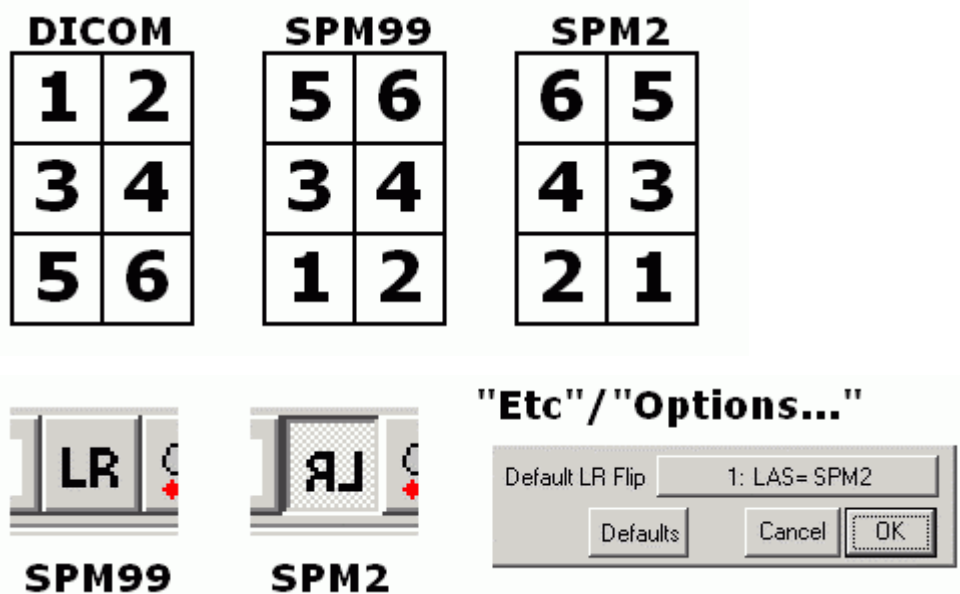 DICOM SPM99 SPM2
1 2 5 6 6 5
3 4 3 4 4 3
5 6 1 2 2 1
"Etc"/"Options..."
LR ЯL
Default LR Flip 1: LAS= SPM2
Defaults Cancel OK
SPM99 SPM2